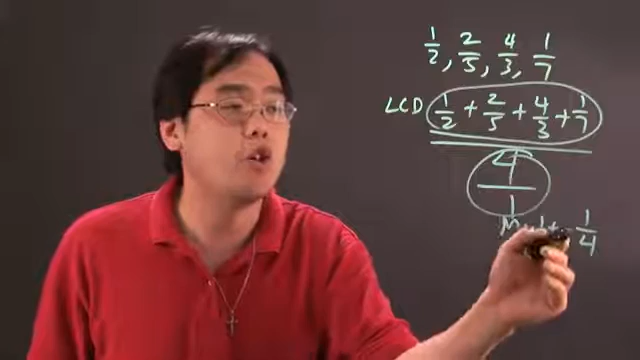 1/2, 2/5, 4/3, 1/7
LCD 1/2 + 2/5 + 4/3 + 1/7
4/1
1/4